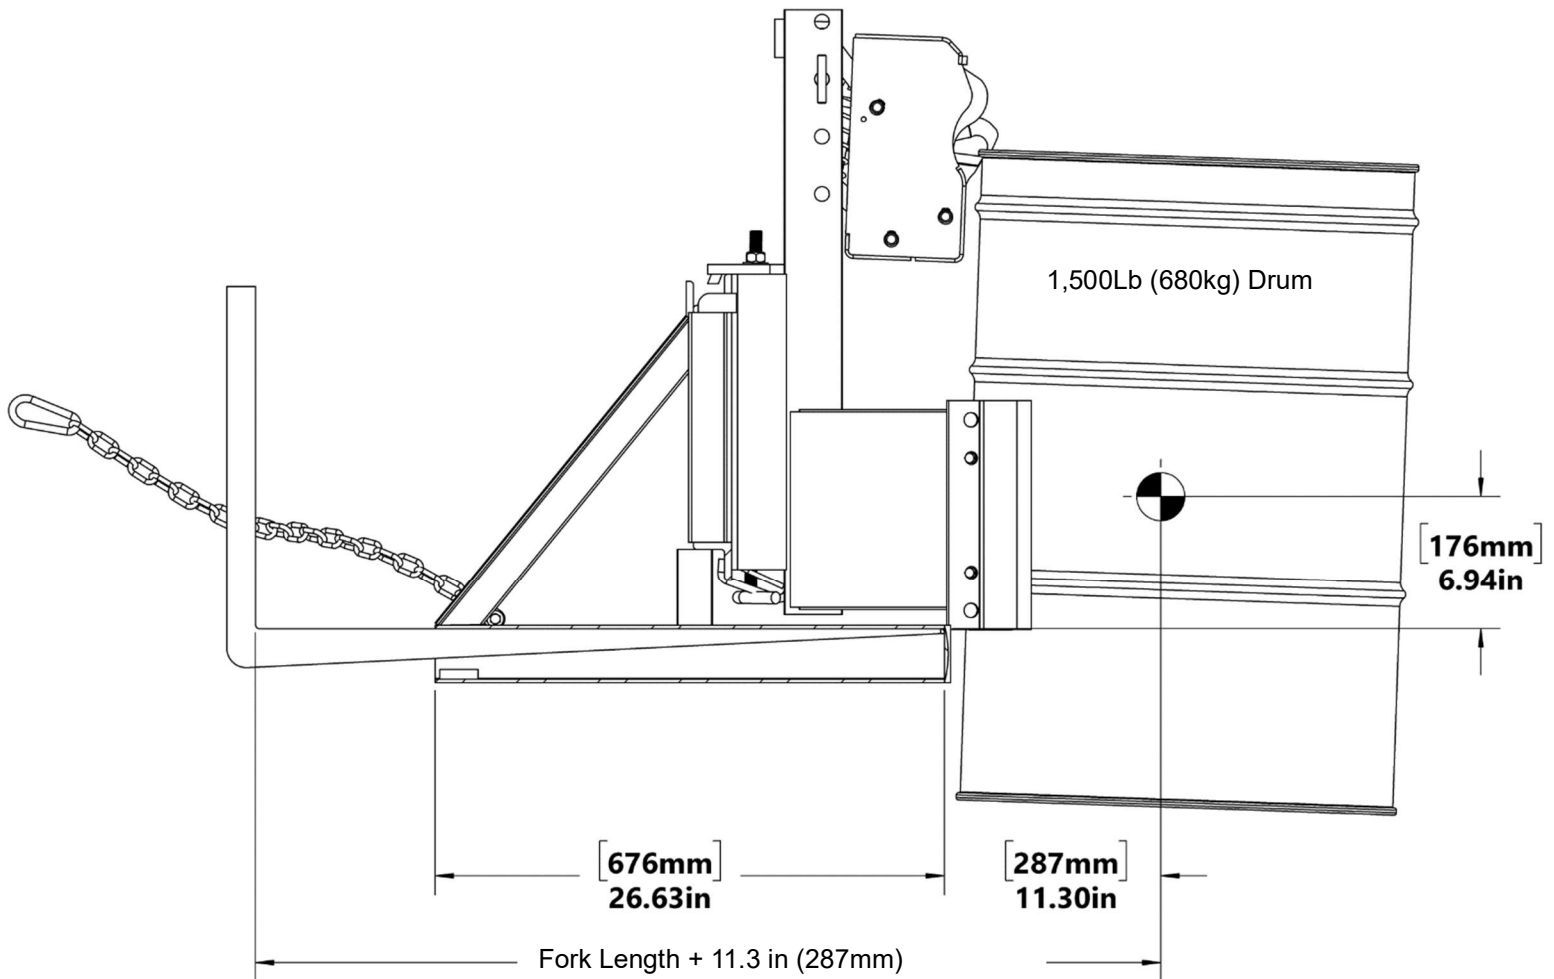 1,500Lb (680kg) Drum
[176mm]
6.94in
[676mm]
26.63in
[287mm]
11.30in
Fork Length + 11.3 in (287mm)